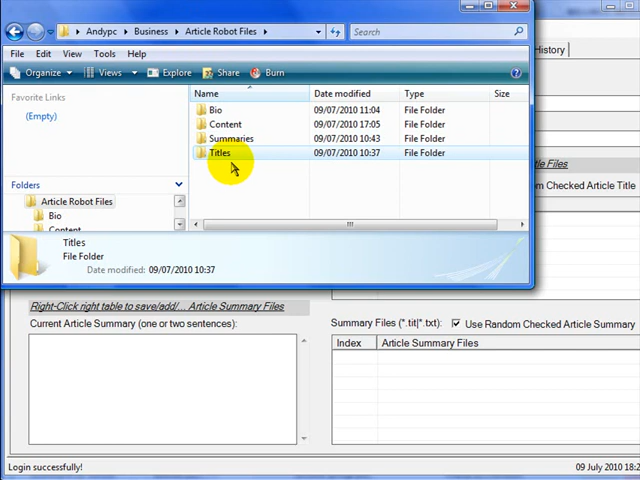 Andypc Business Article Robot Files
Search
File Edit View Tools Help
History
Organize Views Explore Share Burn
Favorite Links
(Empty)
Folders
Article Robot Files
Bio
Content
Name Date modified Type Size
Bio 09/07/2010 11:04 File Folder
Content 09/07/2010 17:05 File Folder
Summaries 09/07/2010 10:43 File Folder
Titles 09/07/2010 10:37 File Folder
le Files
om Checked Article Title
Titles
File Folder
Date modified: 09/07/2010 10:37
Right-Click right table to save/add/... Article Summary Files
Current Article Summary (one or two sentences):
Summary Files (*.tit|*.txt): Use Random Checked Article Summary
Index Article Summary Files
Login successfully!
09 July 2010 18:2